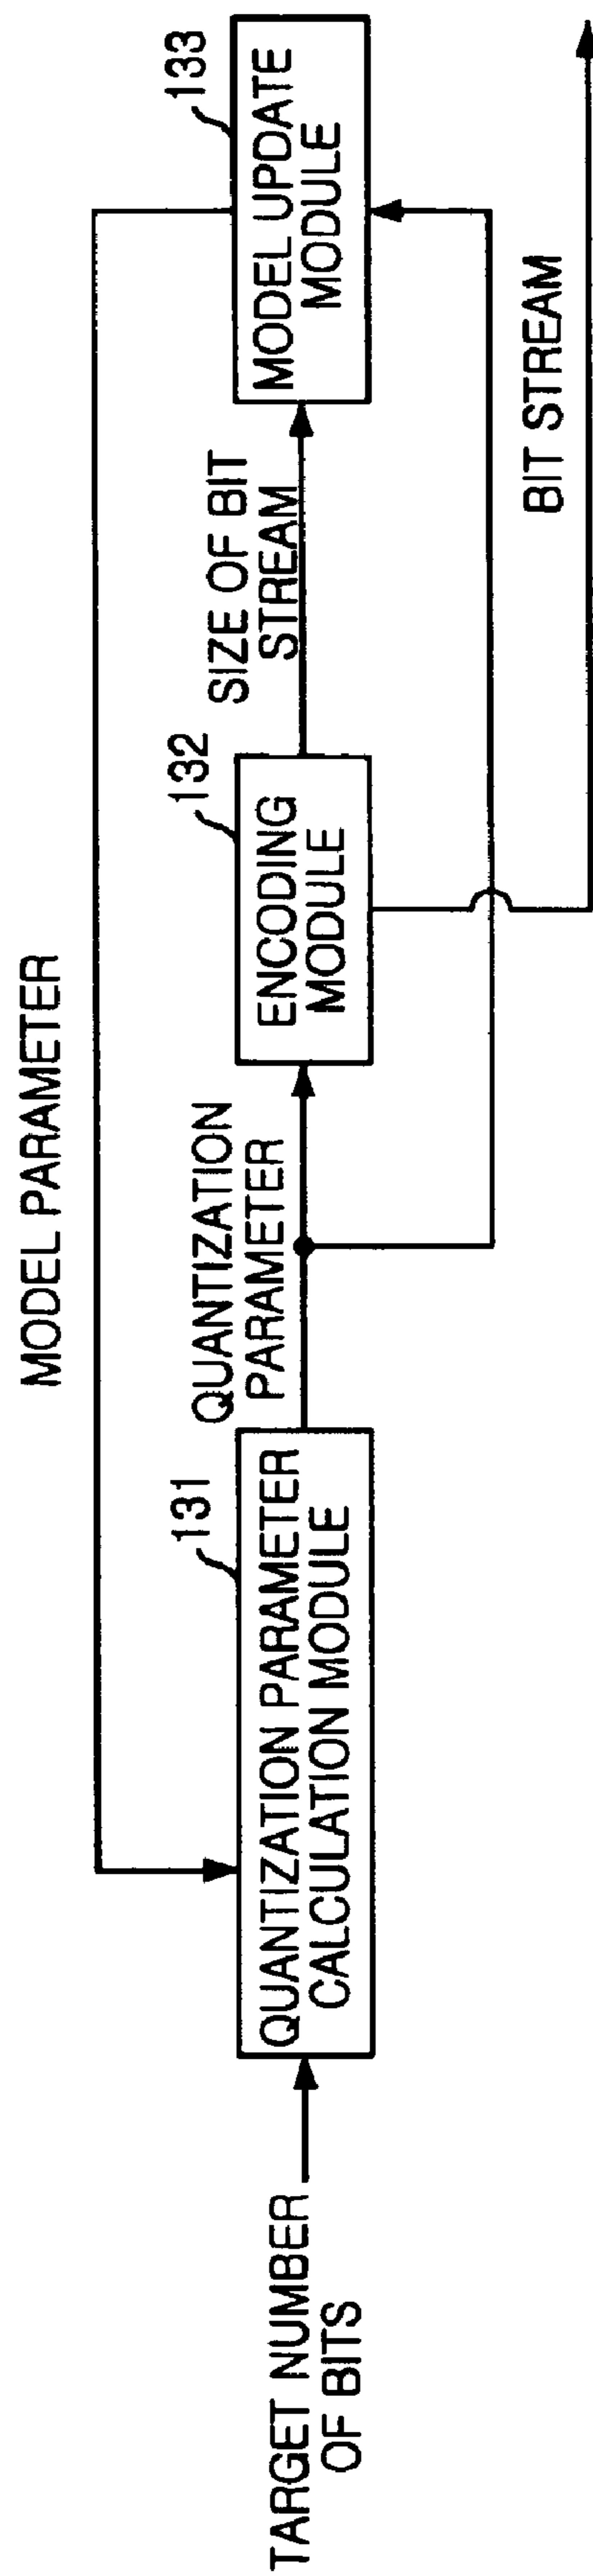 MODEL PARAMETER
TARGET NUMBER
OF BITS
131
QUANTIZATION PARAMETER
CALCULATION MODULE
QUANTIZATION
PARAMETER
132
ENCODING
MODULE
SIZE OF BIT
STREAM
133
MODEL UPDATE
MODULE
BIT STREAM